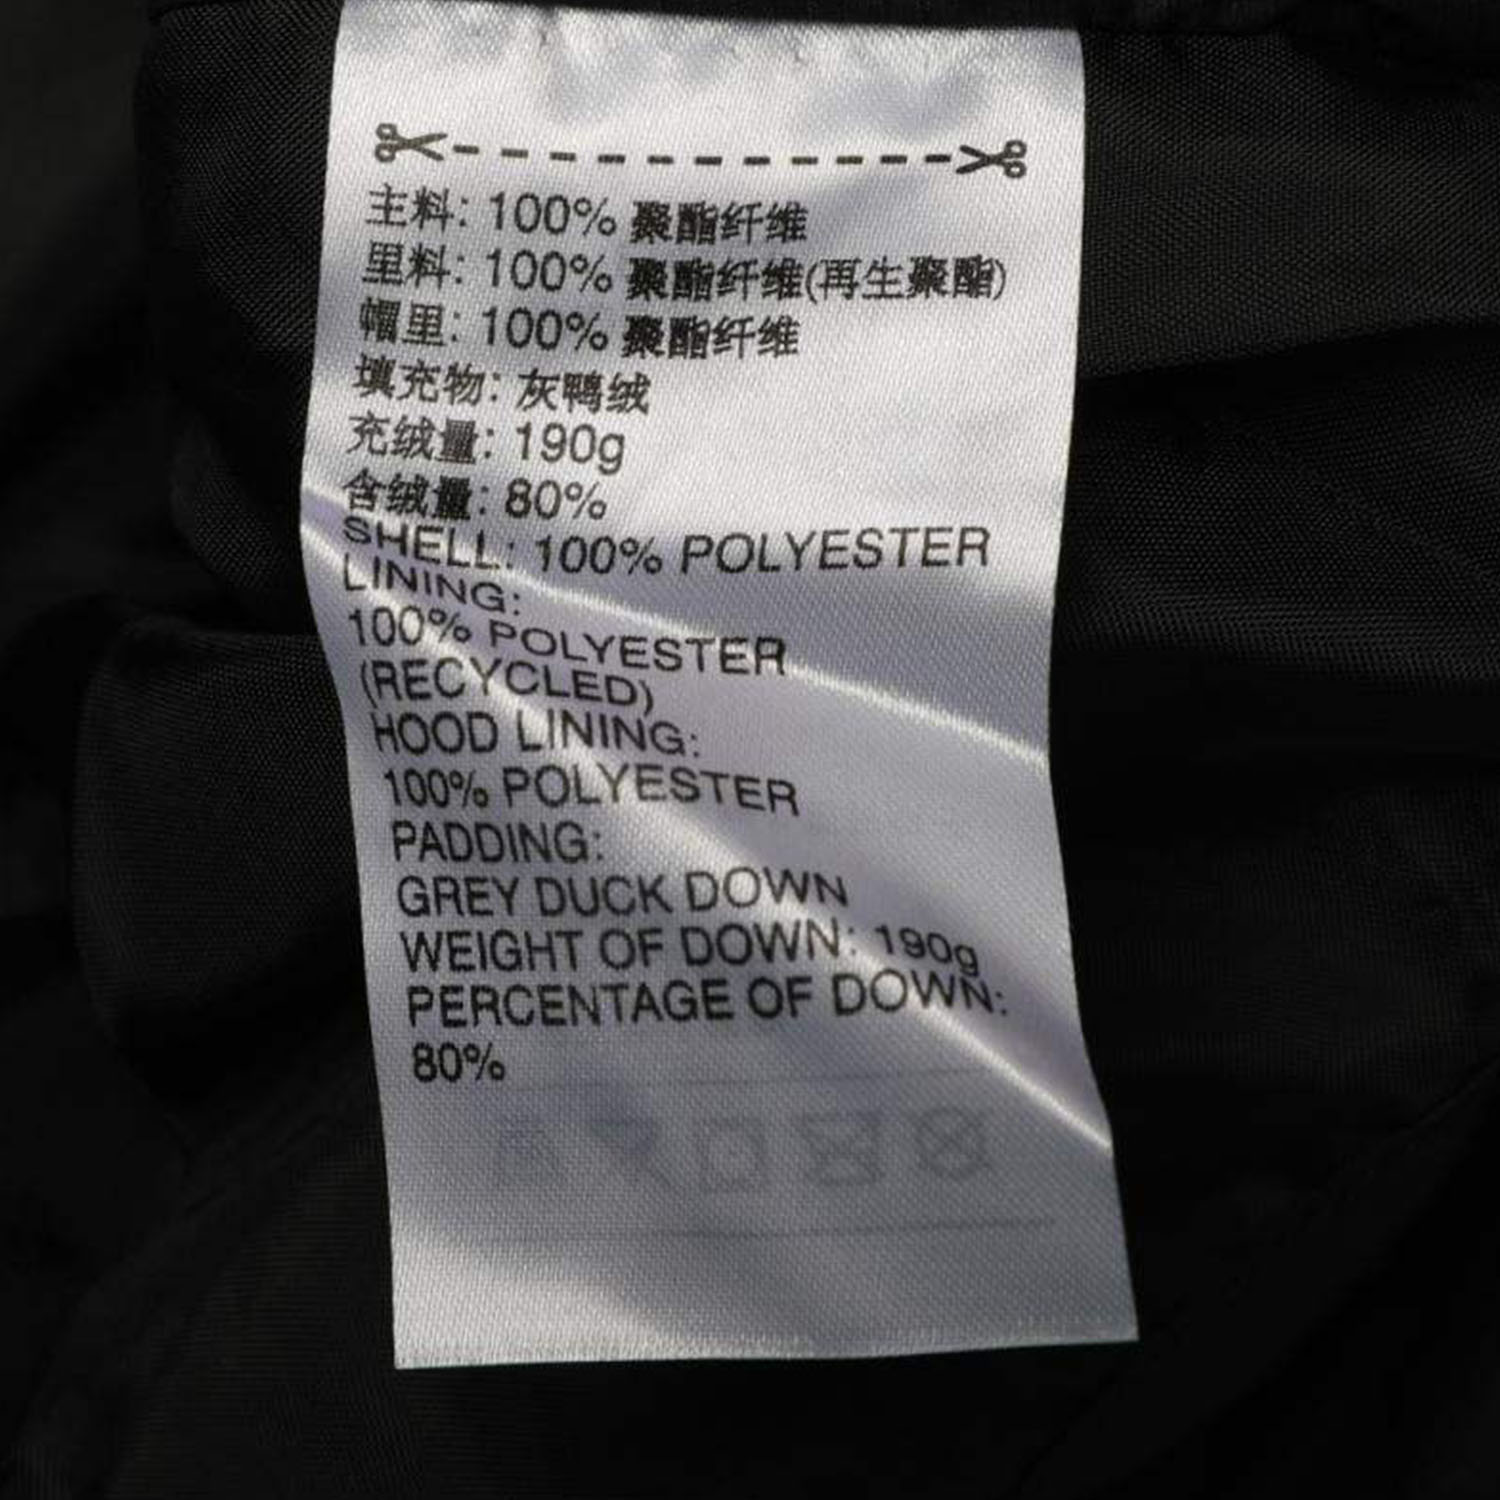 主料: 100% 聚酯纤维
里料: 100% 聚酯纤维(再生聚酯)
帽里: 100% 聚酯纤维
填充物: 灰鸭绒
充绒量: 190g
含绒量: 80%
SHELL: 100% POLYESTER
LINING:
100% POLYESTER
(RECYCLED)
HOOD LINING:
100% POLYESTER
PADDING:
GREY DUCK DOWN
WEIGHT OF DOWN: 190g
PERCENTAGE OF DOWN:
80%